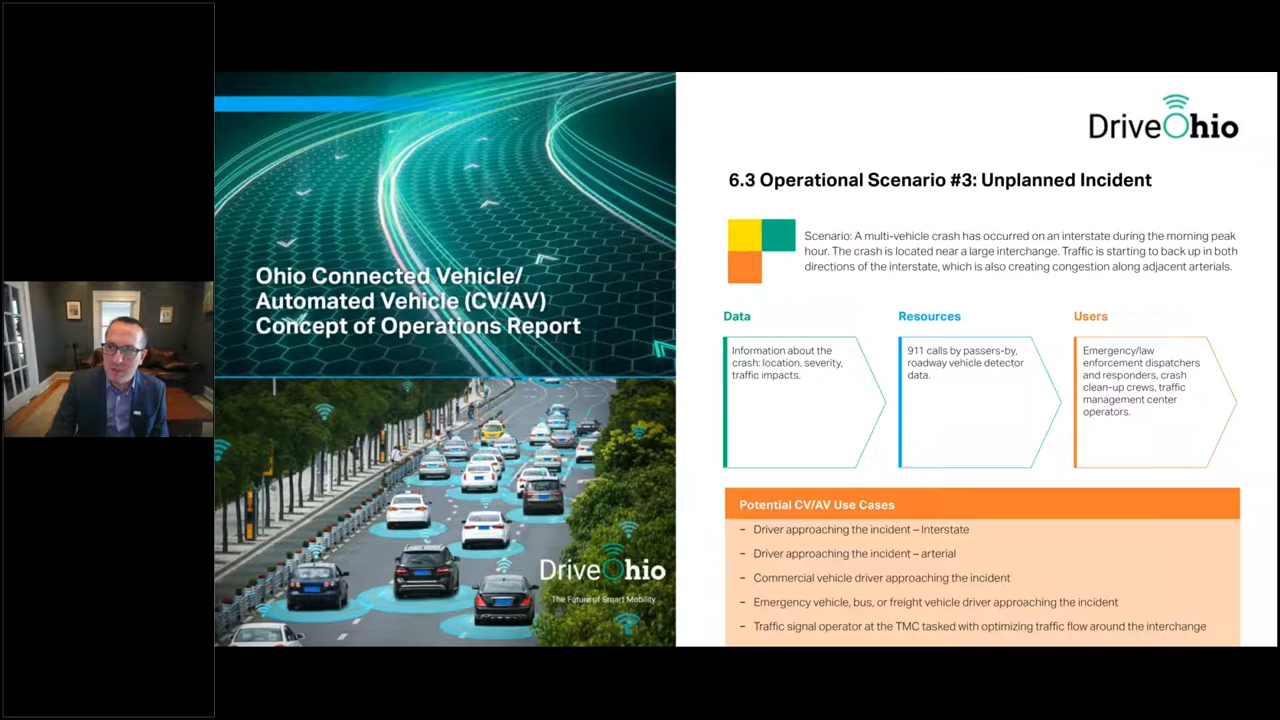 Ohio Connected Vehicle/
Automated Vehicle (CV/AV)
Concept of Operations Report
DriveOhio
The Future of Smart Mobility
DriveOhio
6.3 Operational Scenario #3: Unplanned Incident
Scenario: A multi-vehicle crash has occurred on an interstate during the morning peak
hour. The crash is located near a large interchange. Traffic is starting to back up in both
directions of the interstate, which is also creating congestion along adjacent arterials.
Data
Information about the
crash: location, severity,
traffic impacts.
Resources
911 calls by passers-by,
roadway vehicle detector
data.
Users
Emergency/law
enforcement dispatchers
and responders, crash
clean-up crews, traffic
management center
operators.
Potential CV/AV Use Cases
– Driver approaching the incident – Interstate
– Driver approaching the incident – arterial
– Commercial vehicle driver approaching the incident
– Emergency vehicle, bus, or freight vehicle driver approaching the incident
– Traffic signal operator at the TMC tasked with optimizing traffic flow around the interchange